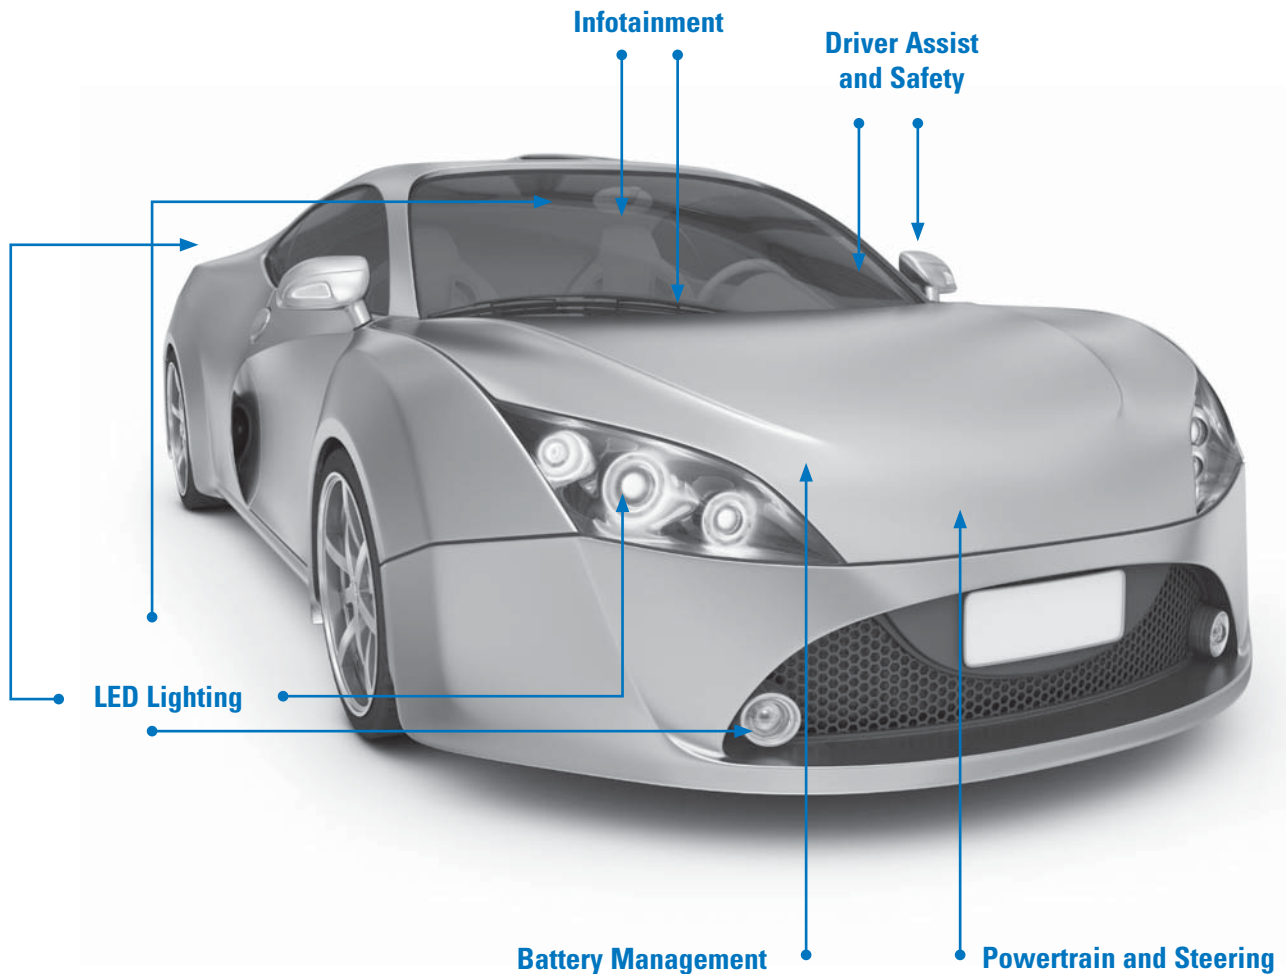 Infotainment
Driver Assist
and Safety
LED Lighting
Battery Management
Powertrain and Steering